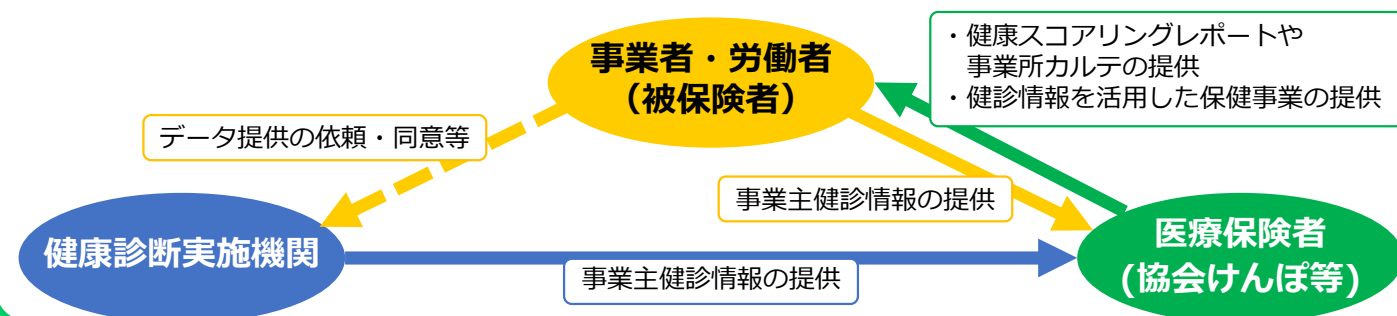 事業者・労働者
（被保険者）
・健康スコアリングレポートや
事業所カルテの提供
・健診情報を活用した保健事業の提供
データ提供の依頼・同意等
事業主健診情報の提供
健康診断実施機関
事業主健診情報の提供
医療保険者
(協会けんぽ等)